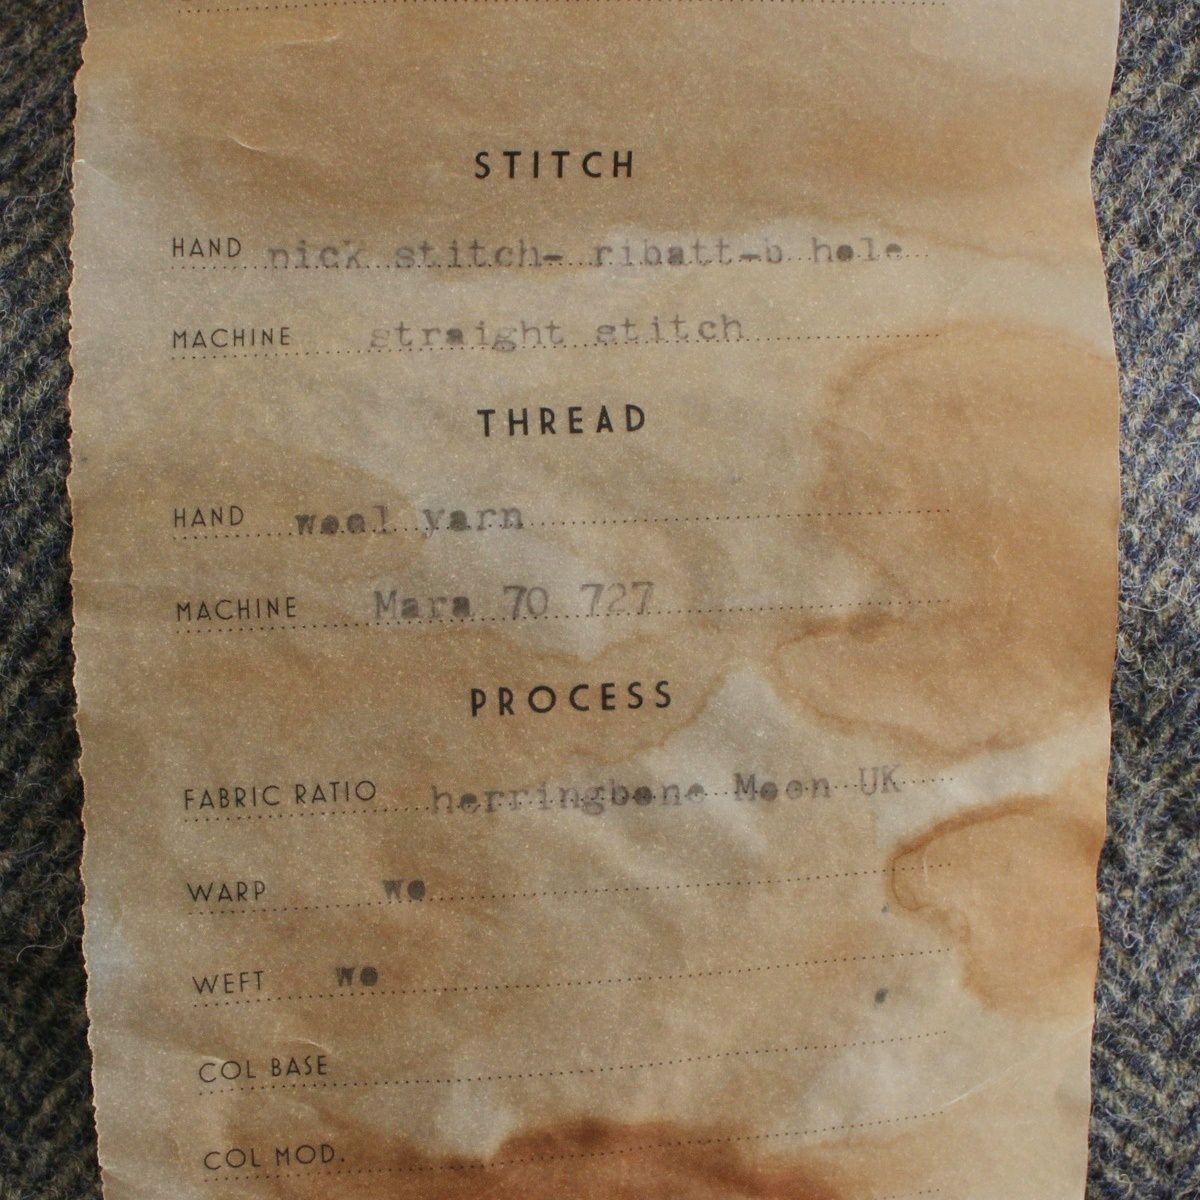 STITCH
HAND nick stitch- ribatt-b hole
MACHINE straight stitch
THREAD
HAND wool yarn
MACHINE Mara 70 727
PROCESS
FABRIC RATIO herringbone Moon UK
WARP wo
WEFT wo
COL BASE
COL MOD.